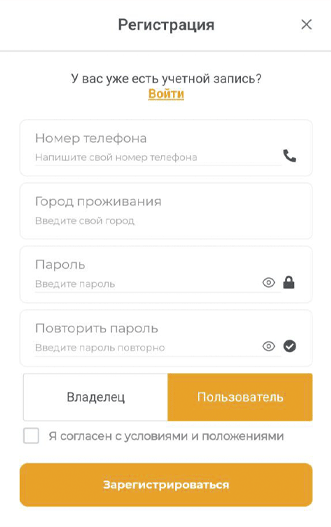 Регистрация
У вас уже есть учетной запись?
Войти
Номер телефона
Напишите свой номер телефона
Город проживания
Введите свой город
Пароль
Введите пароль
Повторить пароль
Введите пароль повторно
Владелец Пользователь
Я согласен с условиями и положениями
Зарегистрироваться